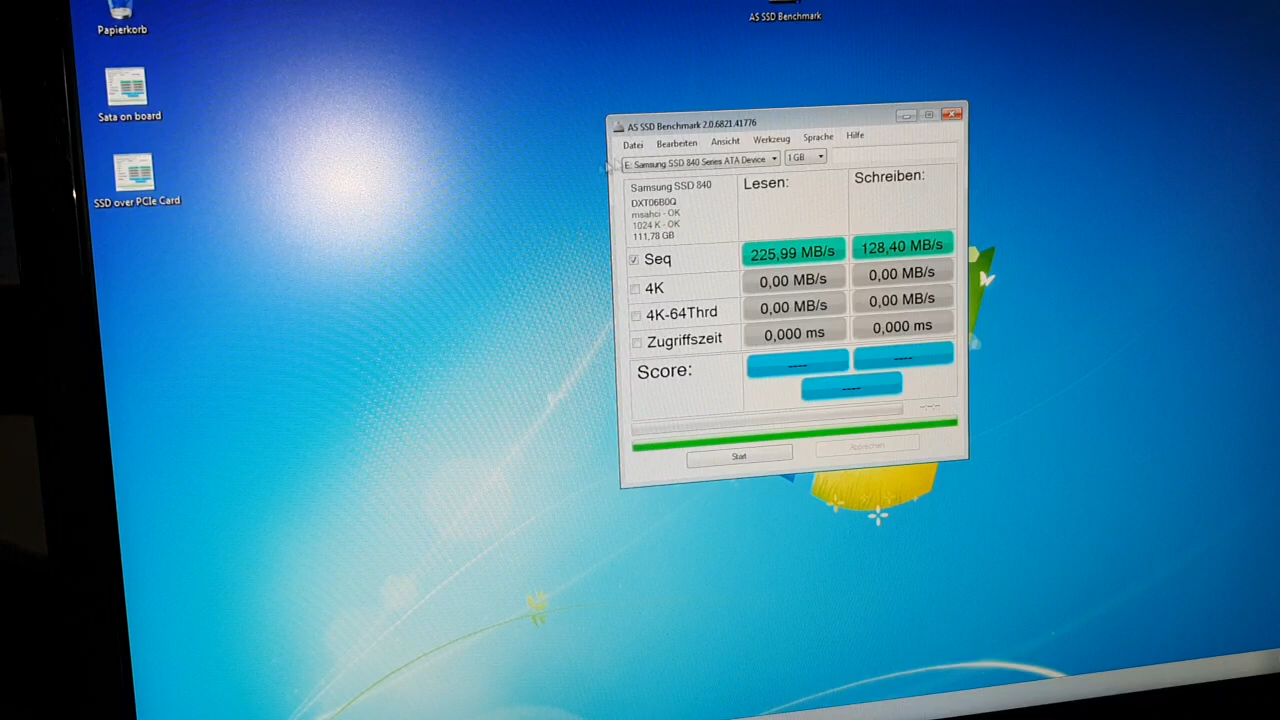 Papierkorb
AS SSD Benchmark
Sata on board
SSD over PCIe Card
AS SSD Benchmark 2.0.6821.41776
Datei Bearbeiten Ansicht Werkzeug Sprache Hilfe
E: Samsung SSD 840 Series ATA Device 1 GB
Samsung SSD 840
DXT06B0Q
msahci - OK
1024 K - OK
111,78 GB
Lesen: Schreiben:
Seq 225,99 MB/s 128,40 MB/s
4K 0,00 MB/s 0,00 MB/s
4K-64Thrd 0,00 MB/s 0,00 MB/s
Zugriffszeit 0,000 ms 0,000 ms
Score: ---- ----
----
-:--:--
Start Abbrechen